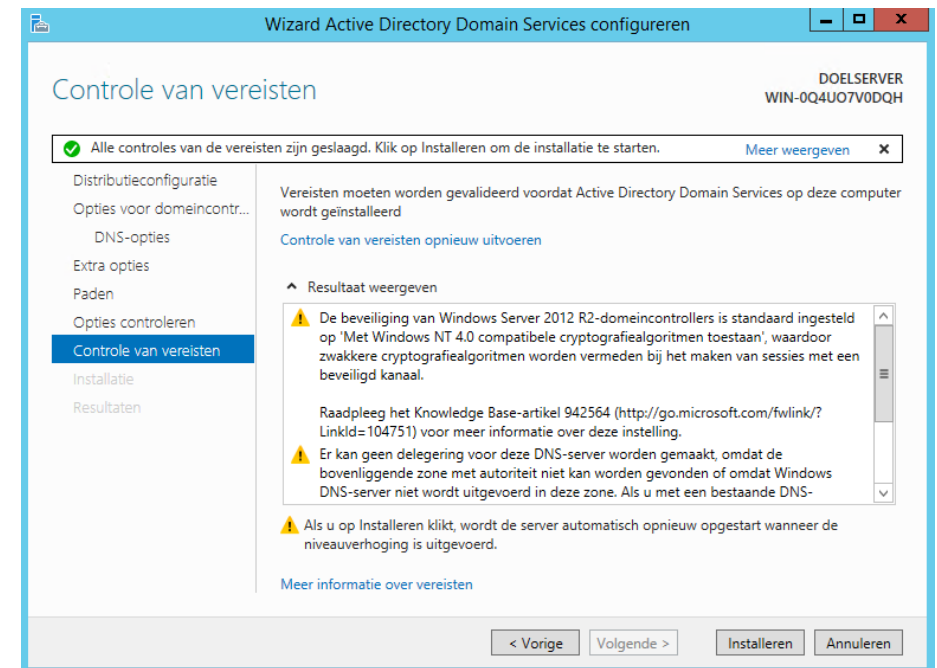 Wizard Active Directory Domain Services configureren
Controle van vereisten
DOELSERVER
WIN-0Q4UO7V0DQH
Alle controles van de vereisten zijn geslaagd. Klik op Installeren om de installatie te starten.
Meer weergeven
Distributieconfiguratie
Opties voor domeincontr...
DNS-opties
Extra opties
Paden
Opties controleren
Controle van vereisten
Installatie
Resultaten
Vereisten moeten worden gevalideerd voordat Active Directory Domain Services op deze computer
wordt geïnstalleerd
Controle van vereisten opnieuw uitvoeren
Resultaat weergeven
De beveiliging van Windows Server 2012 R2-domeincontrollers is standaard ingesteld
op 'Met Windows NT 4.0 compatibele cryptografiealgoritmen toestaan', waardoor
zwakkere cryptografiealgoritmen worden vermeden bij het maken van sessies met een
beveiligd kanaal.
Raadpleeg het Knowledge Base-artikel 942564 (http://go.microsoft.com/fwlink/?
LinkId=104751) voor meer informatie over deze instelling.
Er kan geen delegering voor deze DNS-server worden gemaakt, omdat de
bovenliggende zone met autoriteit niet kan worden gevonden of omdat Windows
DNS-server niet wordt uitgevoerd in deze zone. Als u met een bestaande DNS-
Als u op Installeren klikt, wordt de server automatisch opnieuw opgestart wanneer de
niveauverhoging is uitgevoerd.
Meer informatie over vereisten
< Vorige
Volgende >
Installeren
Annuleren